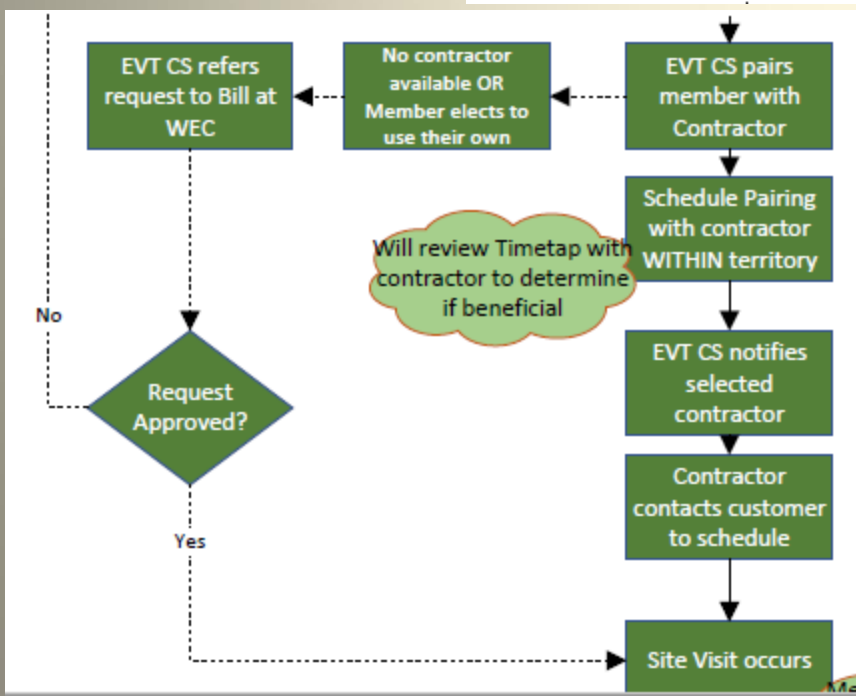 EVT CS refers
request to Bill at
WEC
No contractor
available OR
Member elects to
use their own
EVT CS pairs
member with
Contractor
Schedule Pairing
with contractor
WITHIN territory
Will review Timetap with
contractor to determine
if beneficial
No
EVT CS notifies
selected
contractor
Request
Approved?
Contractor
contacts customer
to schedule
Yes
Site Visit occurs